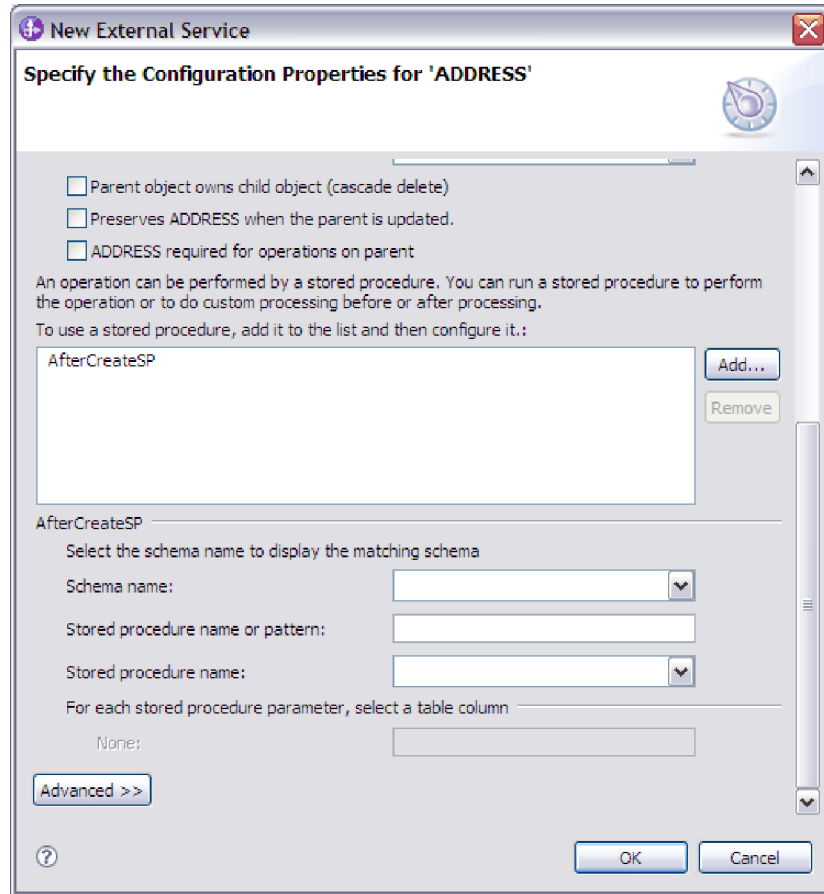 New External Service
Specify the Configuration Properties for 'ADDRESS'
Parent object owns child object (cascade delete)
Preserves ADDRESS when the parent is updated.
ADDRESS required for operations on parent
An operation can be performed by a stored procedure. You can run a stored procedure to perform
the operation or to do custom processing before or after processing.
To use a stored procedure, add it to the list and then configure it.:
AfterCreateSP
Add...
Remove
AfterCreateSP
Select the schema name to display the matching schema
Schema name:
Stored procedure name or pattern:
Stored procedure name:
For each stored procedure parameter, select a table column
None:
Advanced >>
?
OK
Cancel